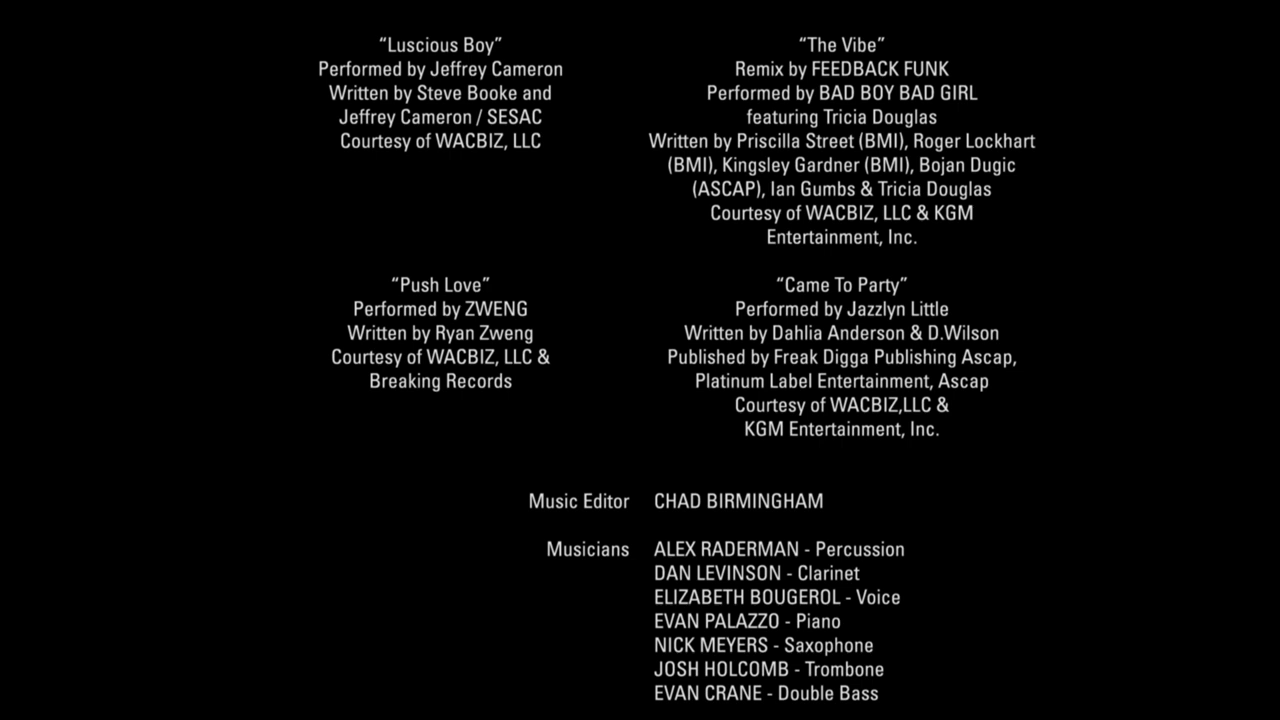 “Luscious Boy”
Performed by Jeffrey Cameron
Written by Steve Booke and
Jeffrey Cameron / SESAC
Courtesy of WACBIZ, LLC
“The Vibe”
Remix by FEEDBACK FUNK
Performed by BAD BOY BAD GIRL
featuring Tricia Douglas
Written by Priscilla Street (BMI), Roger Lockhart
(BMI), Kingsley Gardner (BMI), Bojan Dugic
(ASCAP), Ian Gumbs & Tricia Douglas
Courtesy of WACBIZ, LLC & KGM
Entertainment, Inc.
“Push Love”
Performed by ZWENG
Written by Ryan Zweng
Courtesy of WACBIZ, LLC &
Breaking Records
“Came To Party”
Performed by Jazzlyn Little
Written by Dahlia Anderson & D.Wilson
Published by Freak Digga Publishing Ascap,
Platinum Label Entertainment, Ascap
Courtesy of WACBIZ,LLC &
KGM Entertainment, Inc.
Music Editor CHAD BIRMINGHAM
Musicians ALEX RADERMAN - Percussion
DAN LEVINSON - Clarinet
ELIZABETH BOUGEROL - Voice
EVAN PALAZZO - Piano
NICK MEYERS - Saxophone
JOSH HOLCOMB - Trombone
EVAN CRANE - Double Bass